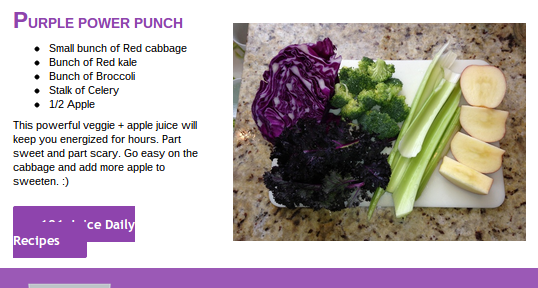 PURPLE POWER PUNCH
Small bunch of Red cabbage
Bunch of Red kale
Bunch of Broccoli
Stalk of Celery
1/2 Apple
This powerful veggie + apple juice will
keep you energized for hours. Part
sweet and part scary. Go easy on the
cabbage and add more apple to
sweeten. :)
Daily
Recipes